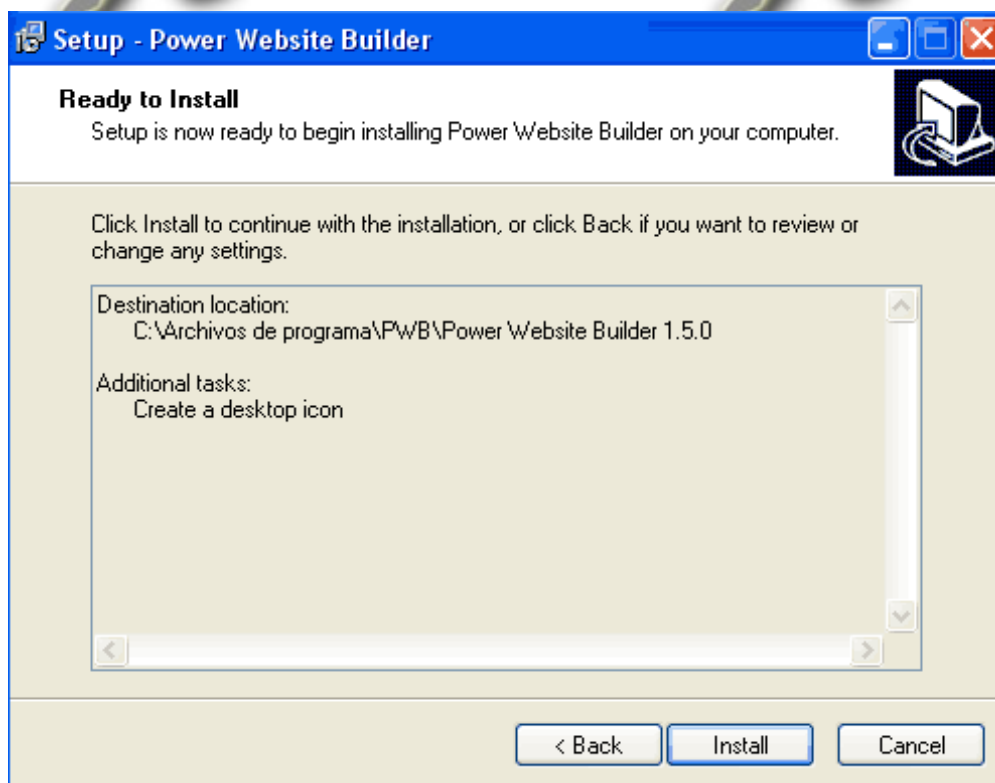 Setup - Power Website Builder
Ready to Install
Setup is now ready to begin installing Power Website Builder on your computer.
Click Install to continue with the installation, or click Back if you want to review or
change any settings.
Destination location:
C:\Archivos de programa\PWB\Power Website Builder 1.5.0
Additional tasks:
Create a desktop icon
< Back
Install
Cancel